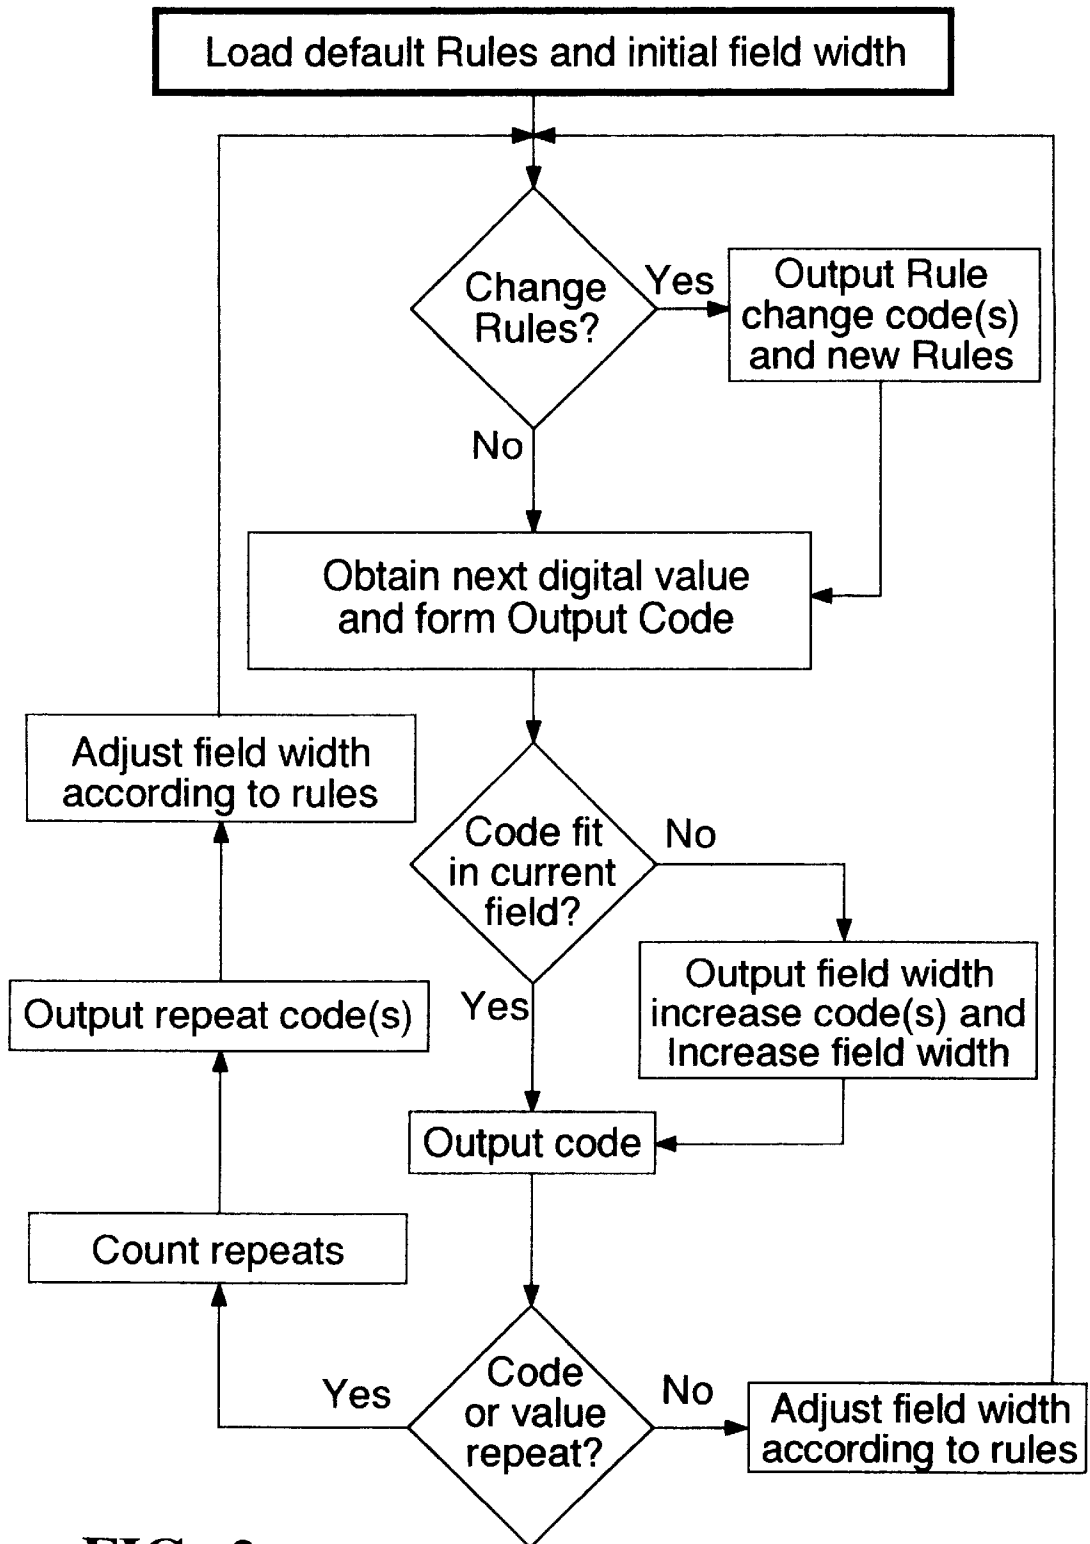 Load default Rules and initial field width
Change
Rules?
Yes
Output Rule
change code(s)
and new Rules
No
Obtain next digital value
and form Output Code
Adjust field width
according to rules
Code fit
in current
field?
No
Output field width
increase code(s) and
Increase field width
Yes
Output repeat code(s)
Output code
Count repeats
Code
or value
repeat?
Yes
No
Adjust field width
according to rules